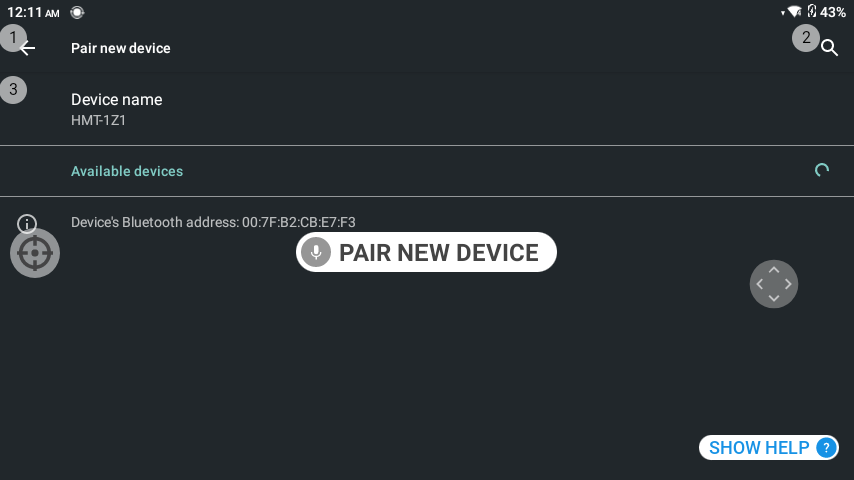 12:11 AM 43%
1 Pair new device 2
3
Device name
HMT-1Z1
Available devices
Device's Bluetooth address: 00:7F:B2:CB:E7:F3
PAIR NEW DEVICE
SHOW HELP ?